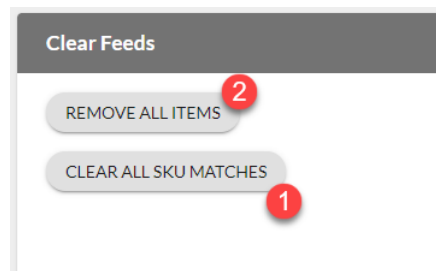 Clear Feeds
2
REMOVE ALL ITEMS
CLEAR ALL SKU MATCHES
1